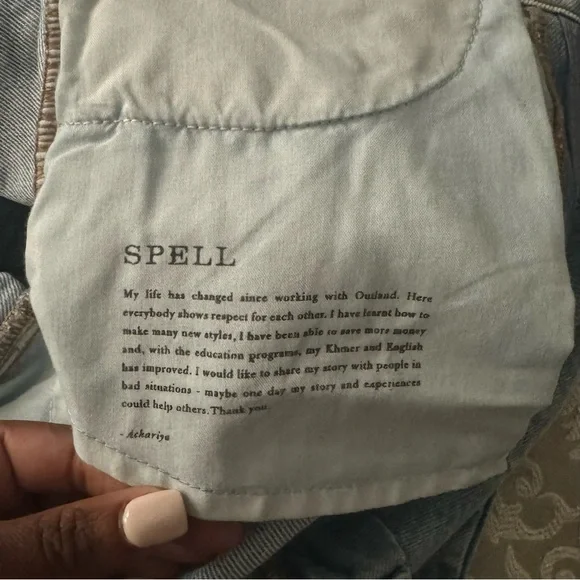 SPELL
My life has changed since working with Outland. Here
everybody shows respect for each other. I have learnt how to
make many new styles, I have been able to save more money
and, with the education programs, my Khmer and English
has improved. I would like to share my story with people in
bad situations - maybe one day my story and experiences
could help others. Thank you.
- Achariya